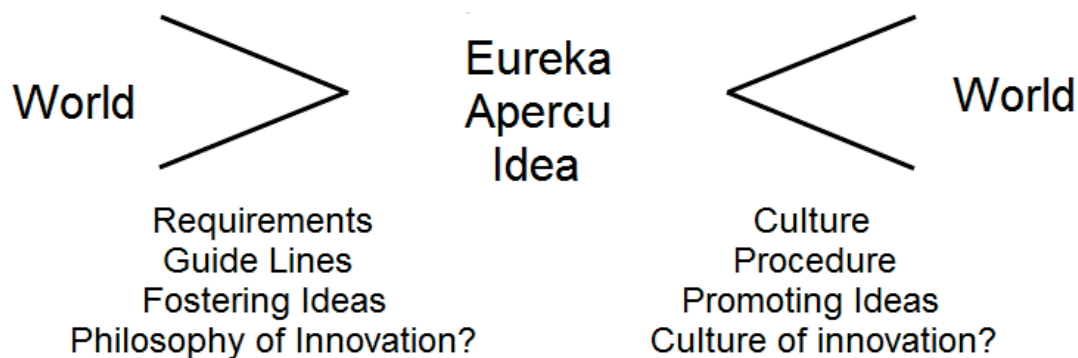 World
Eureka
Apercu
Idea
World
Requirements
Guide Lines
Fostering Ideas
Philosophy of Innovation?
Culture
Procedure
Promoting Ideas
Culture of innovation?